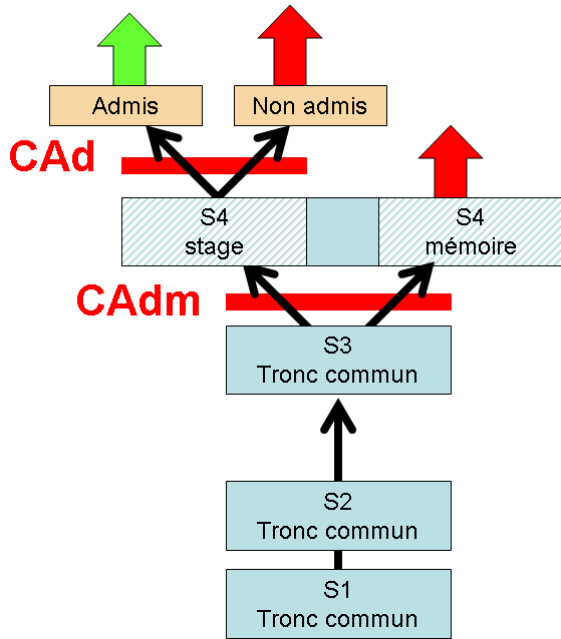 Admis
Non admis
CAd
S4
stage
S4
mémoire
CAdm
S3
Tronc commun
S2
Tronc commun
S1
Tronc commun